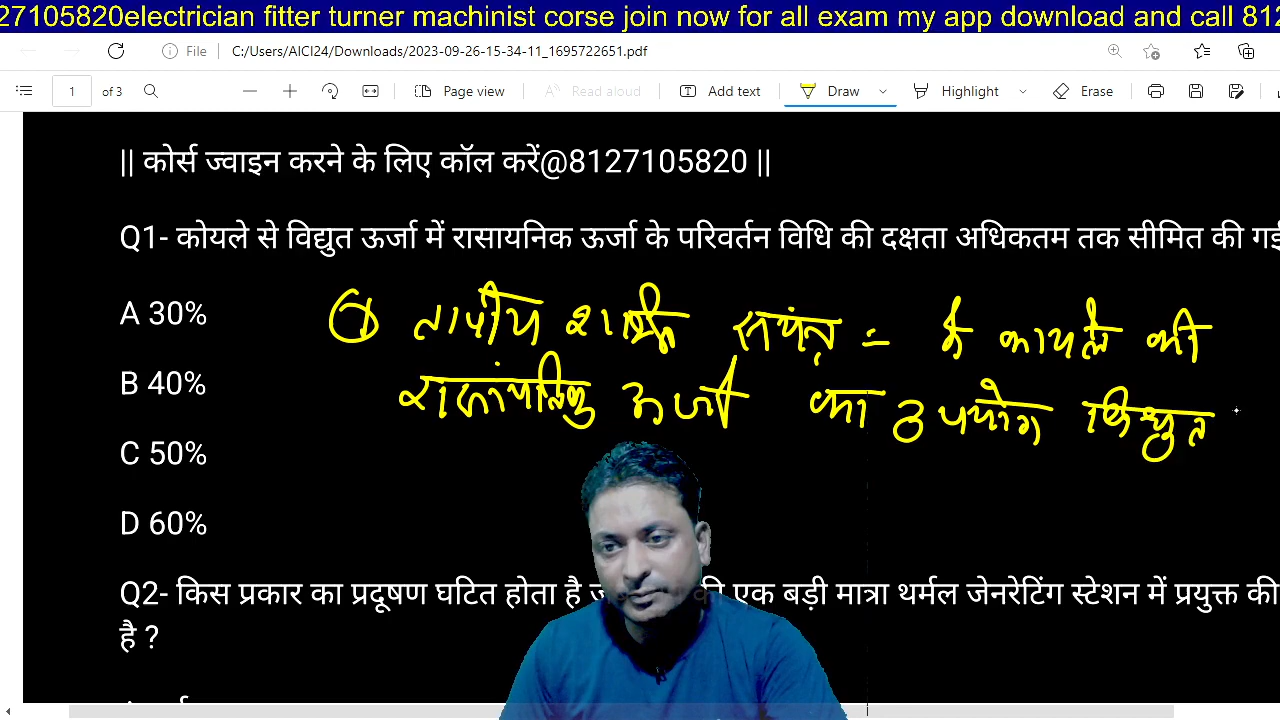 27105820electrician fitter turner machinist corse join now for all exam my app download and call 812
File C:/Users/AICI24/Downloads/2023-09-26-15-34-11_1695722651.pdf
1 of 3 Page view Read aloud Add text Draw Highlight Erase
|| कोर्स ज्वाइन करने के लिए कॉल करें@8127105820 ||
Q1- कोयले से विद्युत ऊर्जा में रासायनिक ऊर्जा के परिवर्तन विधि की दक्षता अधिकतम तक सीमित की गई
A 30%
① तापीय शक्ति सयंत्र = में कोयले की
B 40%
ऊर्जा का उपयोग विधुत
C 50%
D 60%
Q2- किस प्रकार का प्रदूषण घटित होता है की एक बड़ी मात्रा थर्मल जेनरेटिंग स्टेशन में प्रयुक्त की
है ?